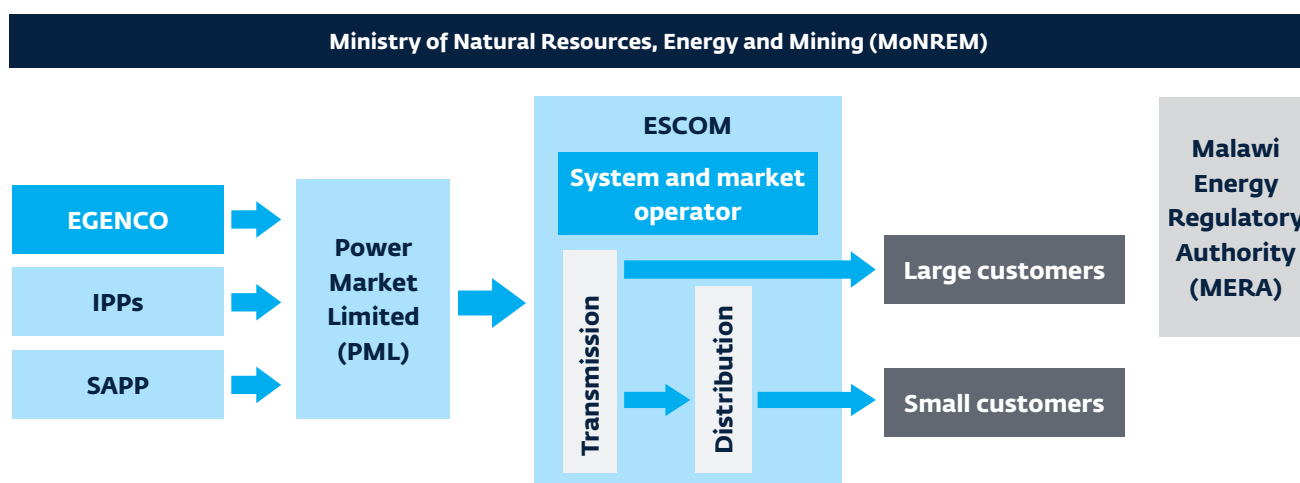 Ministry of Natural Resources, Energy and Mining (MoNREM)
EGENCO
IPPs
SAPP
Power
Market
Limited
(PML)
ESCOM
System and market
operator
Transmission
Distribution
Large customers
Small customers
Malawi
Energy
Regulatory
Authority
(MERA)